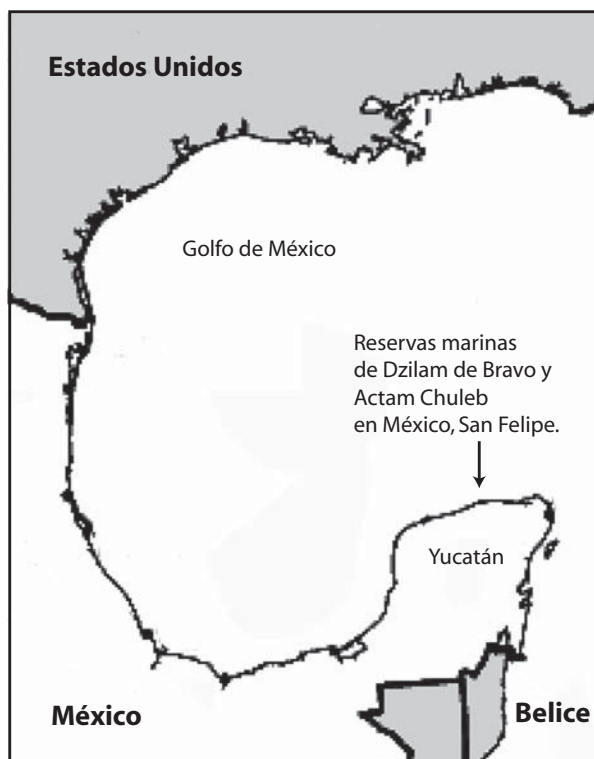 Estados Unidos
Golfo de México
Reservas marinas
de Dzilam de Bravo y
Actam Chuleb
en México, San Felipe.
Yucatán
México
Belice